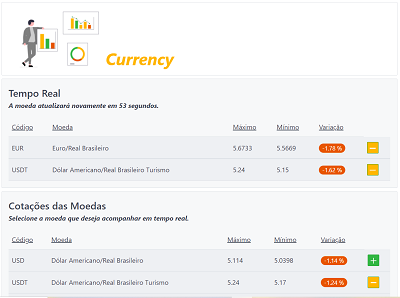 Currency
Tempo Real
A moeda atualizará novamente em 53 segundos.
Código Moeda Máximo Mínimo Variação
EUR Euro/Real Brasileiro 5.6733 5.5669 -1.78 %
USDT Dólar Americano/Real Brasileiro Turismo 5.24 5.15 -1.62 %
Cotações das Moedas
Selecione a moeda que deseja acompanhar em tempo real.
Código Moeda Máximo Mínimo Variação
USD Dólar Americano/Real Brasileiro 5.114 5.0398 -1.14 %
USDT Dólar Americano/Real Brasileiro Turismo 5.24 5.17 -1.24 %